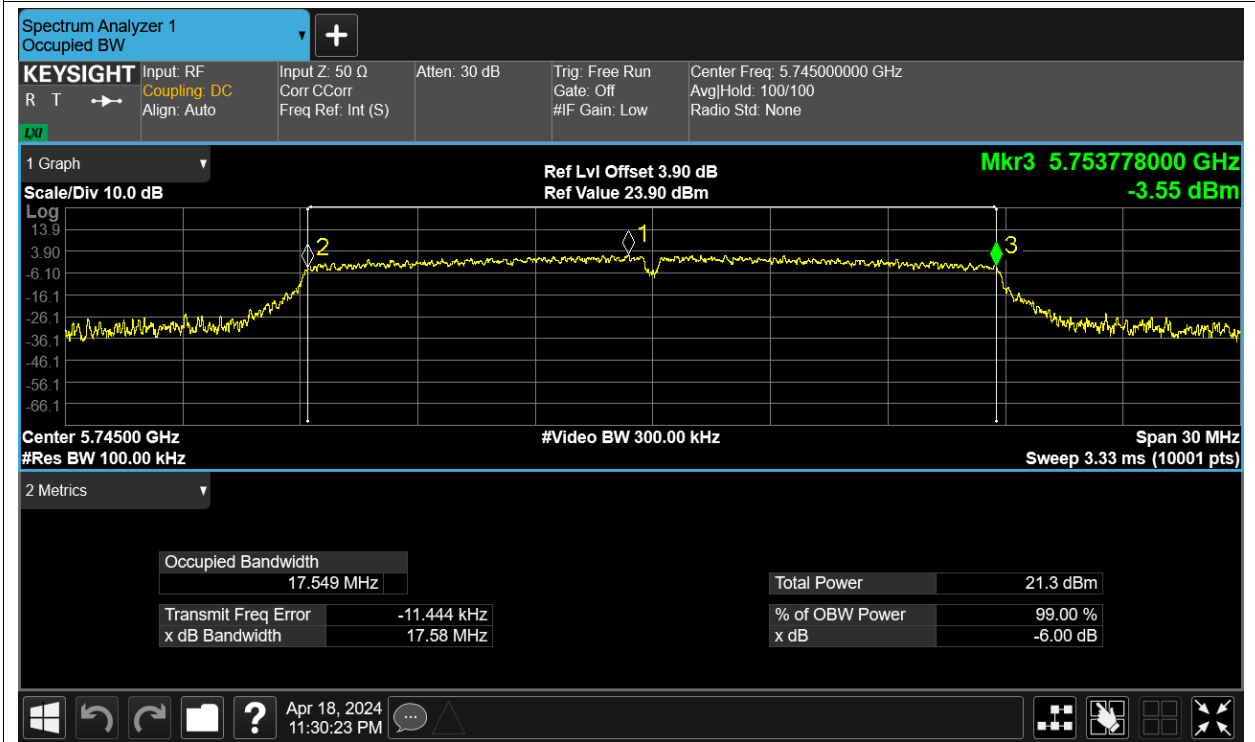 Spectrum Analyzer 1
Occupied BW
KEYSIGHT
R T
LXI
Input: RF
Coupling: DC
Align: Auto
Input Z: 50 Ω
Corr CCorr
Freq Ref: Int (S)
Atten: 30 dB
Trig: Free Run
Gate: Off
#IF Gain: Low
Center Freq: 5.745000000 GHz
Avg|Hold: 100/100
Radio Std: None
1 Graph
Scale/Div 10.0 dB
Ref Lvl Offset 3.90 dB
Ref Value 23.90 dBm
Mkr3 5.753778000 GHz
-3.55 dBm
Log
13.9
3.90
-6.10
-16.1
-26.1
-36.1
-46.1
-56.1
-66.1
2
1
3
Center 5.74500 GHz
#Res BW 100.00 kHz
#Video BW 300.00 kHz
Span 30 MHz
Sweep 3.33 ms (10001 pts)
2 Metrics
Occupied Bandwidth
17.549 MHz
Transmit Freq Error -11.444 kHz
x dB Bandwidth 17.58 MHz
Total Power 21.3 dBm
% of OBW Power 99.00 %
x dB -6.00 dB
?
Apr 18, 2024
11:30:23 PM